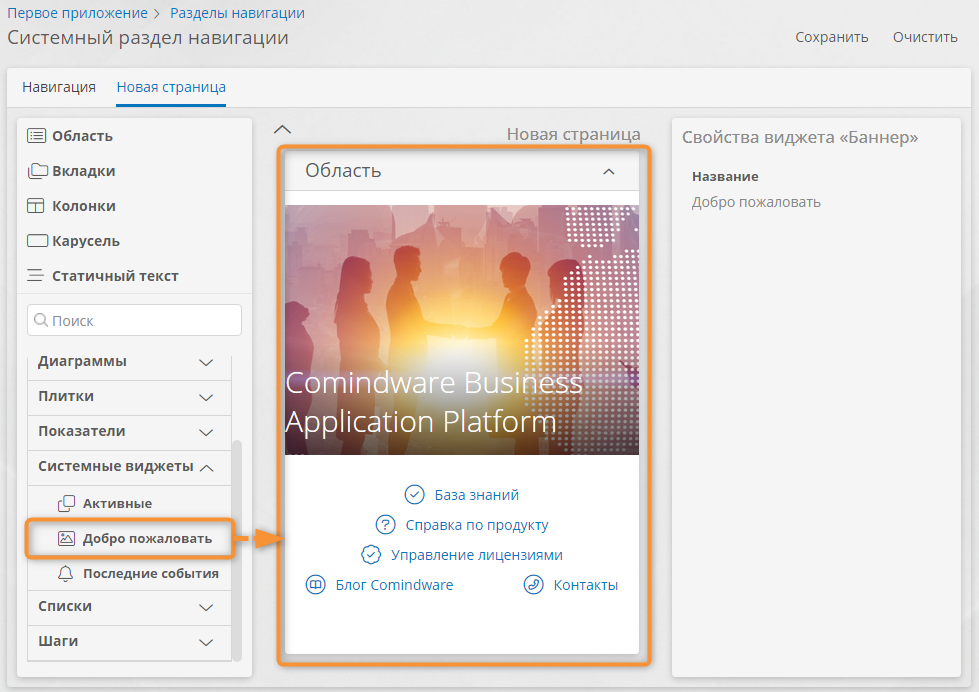 Первое приложение > Разделы навигации
Системный раздел навигации
Сохранить
Очистить
Навигация
Новая страница
Область
Вкладки
Колонки
Карусель
Статичный текст
Поиск
Диаграммы
Плитки
Показатели
Системные виджеты
Активные
Добро пожаловать
Последние события
Списки
Шаги
Новая страница
Область
Comindware Business
Application Platform
База знаний
Справка по продукту
Управление лицензиями
Блог Comindware
Контакты
Свойства виджета «Баннер»
Название
Добро пожаловать